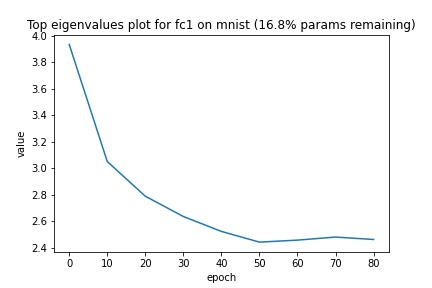 Top eigenvalues plot for fc1 on mnist (16.8% params remaining)
4.0
3.8
3.6
3.4
3.2
3.0
2.8
2.6
2.4
value
0 10 20 30 40 50 60 70 80
epoch